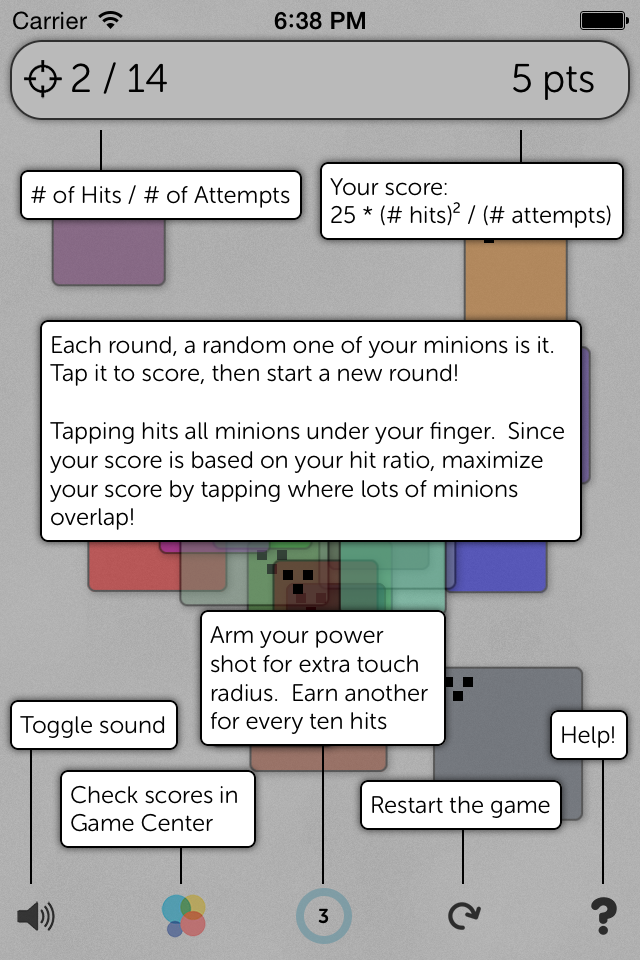 Carrier 6:38 PM
2 / 14 5 pts
# of Hits / # of Attempts
Your score:
25 * (# hits)² / (# attempts)
Each round, a random one of your minions is it.
Tap it to score, then start a new round!
Tapping hits all minions under your finger.  Since
your score is based on your hit ratio, maximize
your score by tapping where lots of minions
overlap!
Arm your power
shot for extra touch
radius.  Earn another
for every ten hits
Toggle sound
Help!
Check scores in
Game Center
Restart the game
3
?